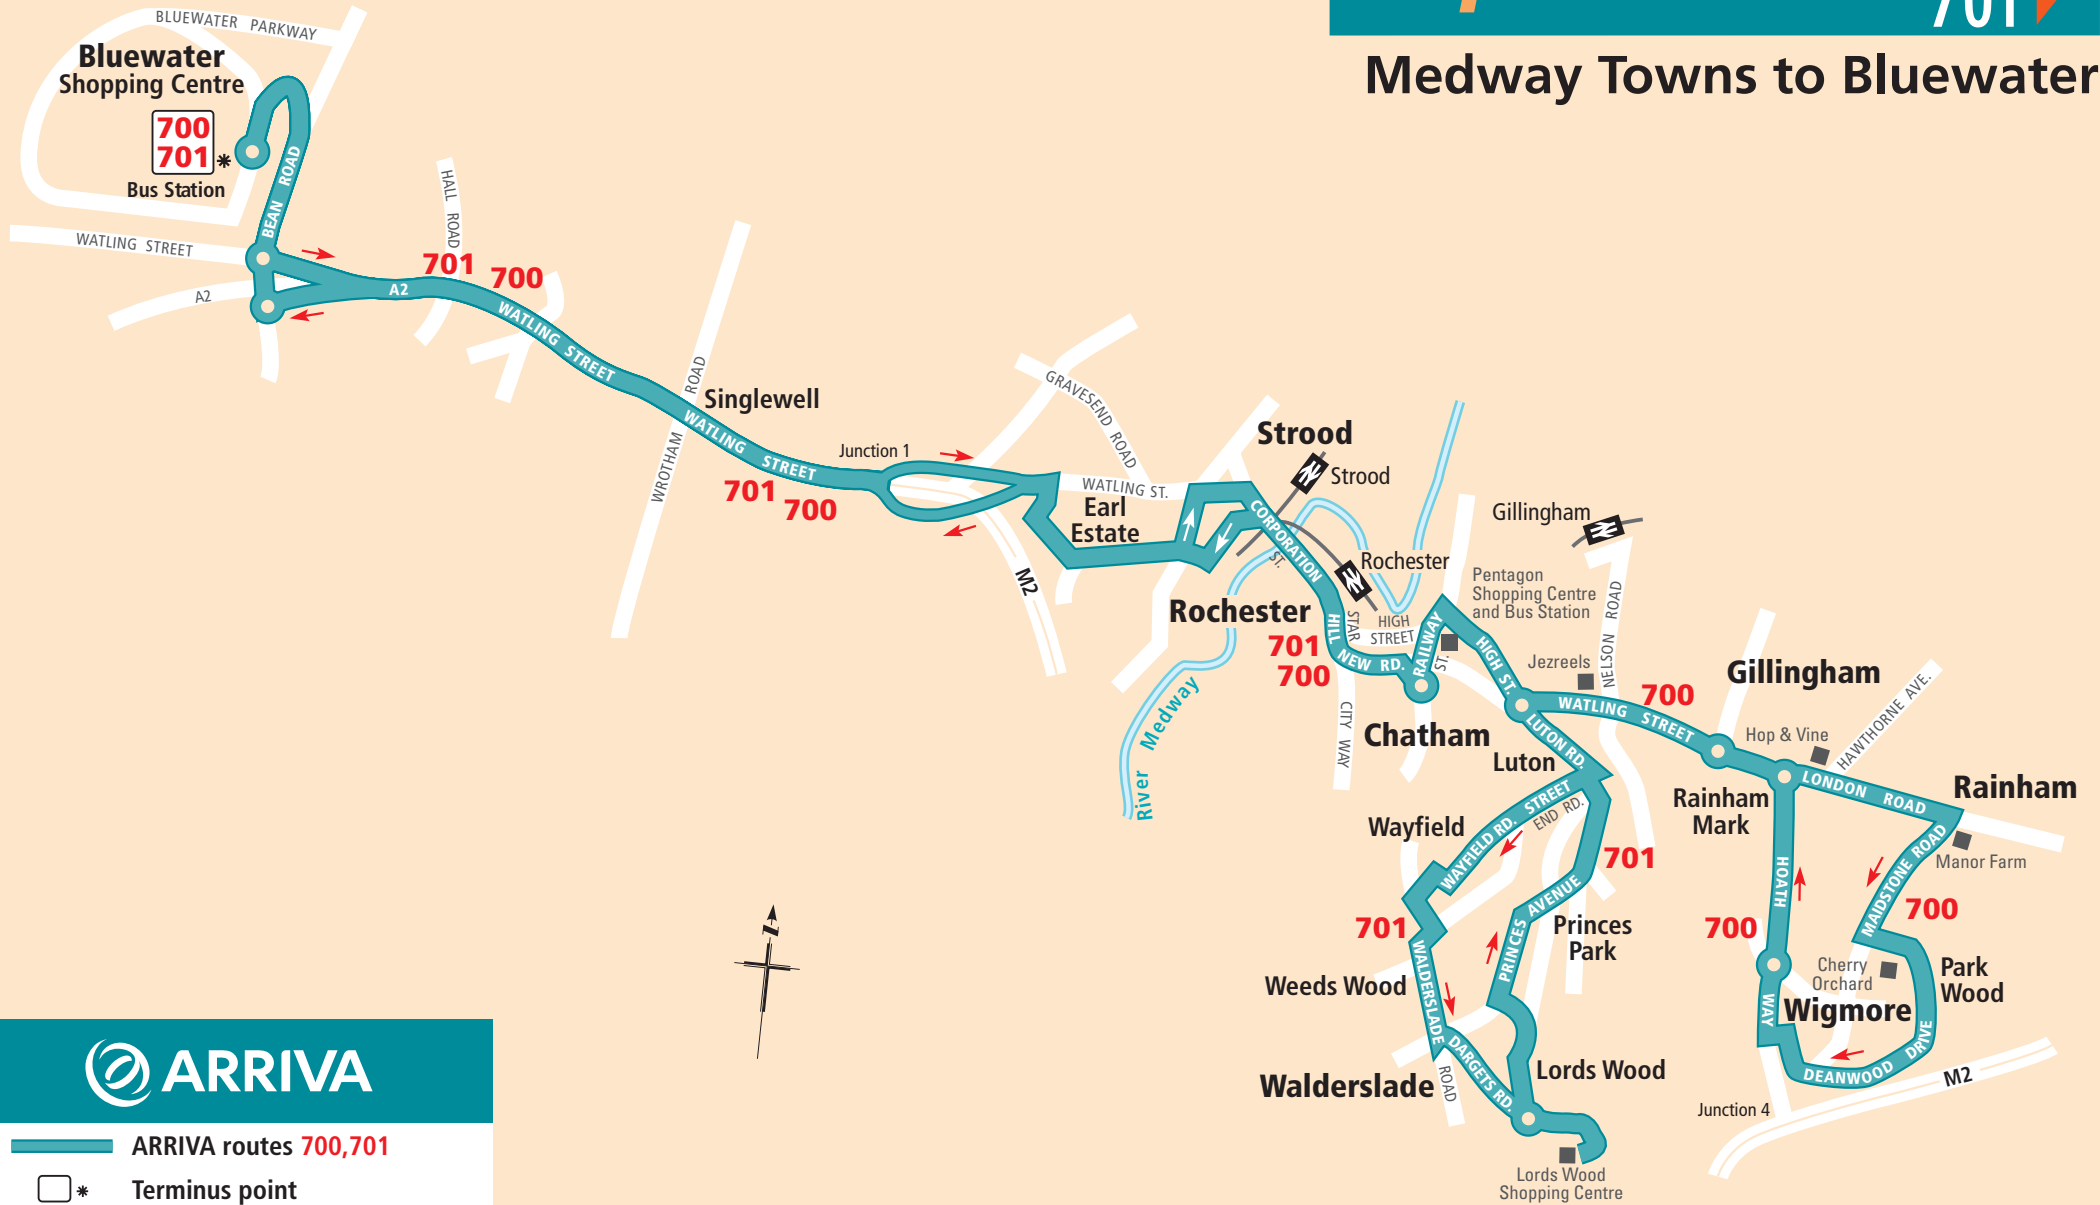 701
Medway Towns to Bluewater
BLUEWATER PARKWAY
Bluewater
Shopping Centre
700
701
*
Bus Station
BEAN ROAD
WATLING STREET
A2
HALL ROAD
701 700
A2
WATLING STREET
WROTHAM ROAD
Singlewell
WATLING STREET
701 700
Junction 1
GRAVESEND ROAD
WATLING ST.
Earl
Estate
M2
Strood
Strood
CORPORATION
ST.
Rochester
Rochester
701
700
STAR
HILL
HIGH
STREET
NEW RD.
CITY WAY
River Medway
RAILWAY
ST.
Gillingham
Pentagon
Shopping Centre
and Bus Station
HIGH ST.
Jezreels
NELSON ROAD
700
WATLING STREET
Gillingham
Hop & Vine
HAWTHORNE AVE.
Chatham
Luton
LUTON RD.
STREET
END RD.
Wayfield
WAYFIELD RD.
701
701
Rainham
Mark
LONDON ROAD
Rainham
MAIDSTONE ROAD
Manor Farm
HOATH
WAY
700
700
Cherry
Orchard
Park
Wood
Wigmore
DEANWOOD DRIVE
M2
Junction 4
PRINCES AVENUE
Princes
Park
Weeds Wood
WALDERSLADE
ROAD
DARGETS RD.
Walderslade
Lords Wood
Lords Wood
Shopping Centre
N
ARRIVA
ARRIVA routes 700,701
* Terminus point